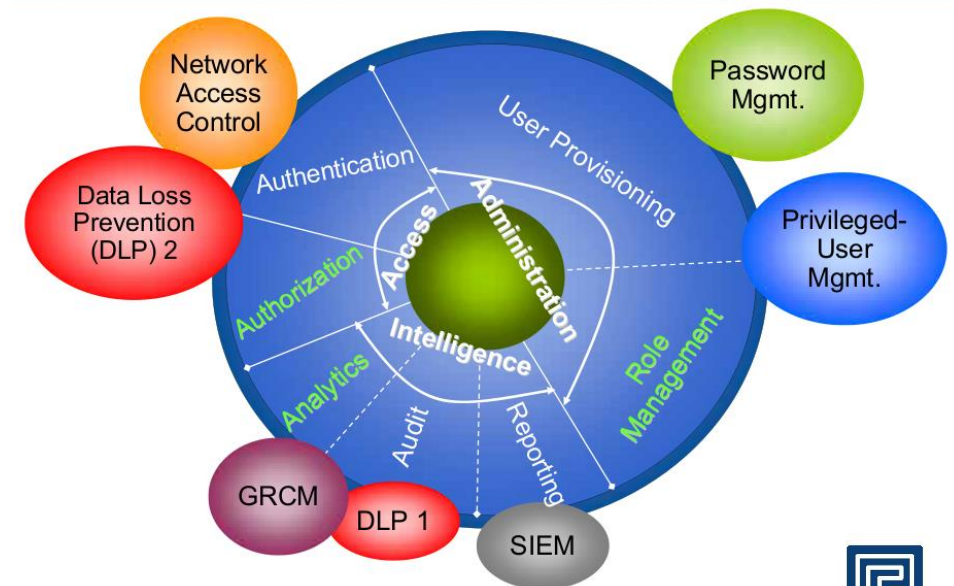 Network
Access
Control
Password
Mgmt.
User Provisioning
Authentication
Data Loss
Prevention
(DLP) 2
Privileged-
User
Mgmt.
Access
Administration
Authorization
Intelligence
Role
Management
Analytics
Audit
Reporting
GRCM
DLP 1
SIEM